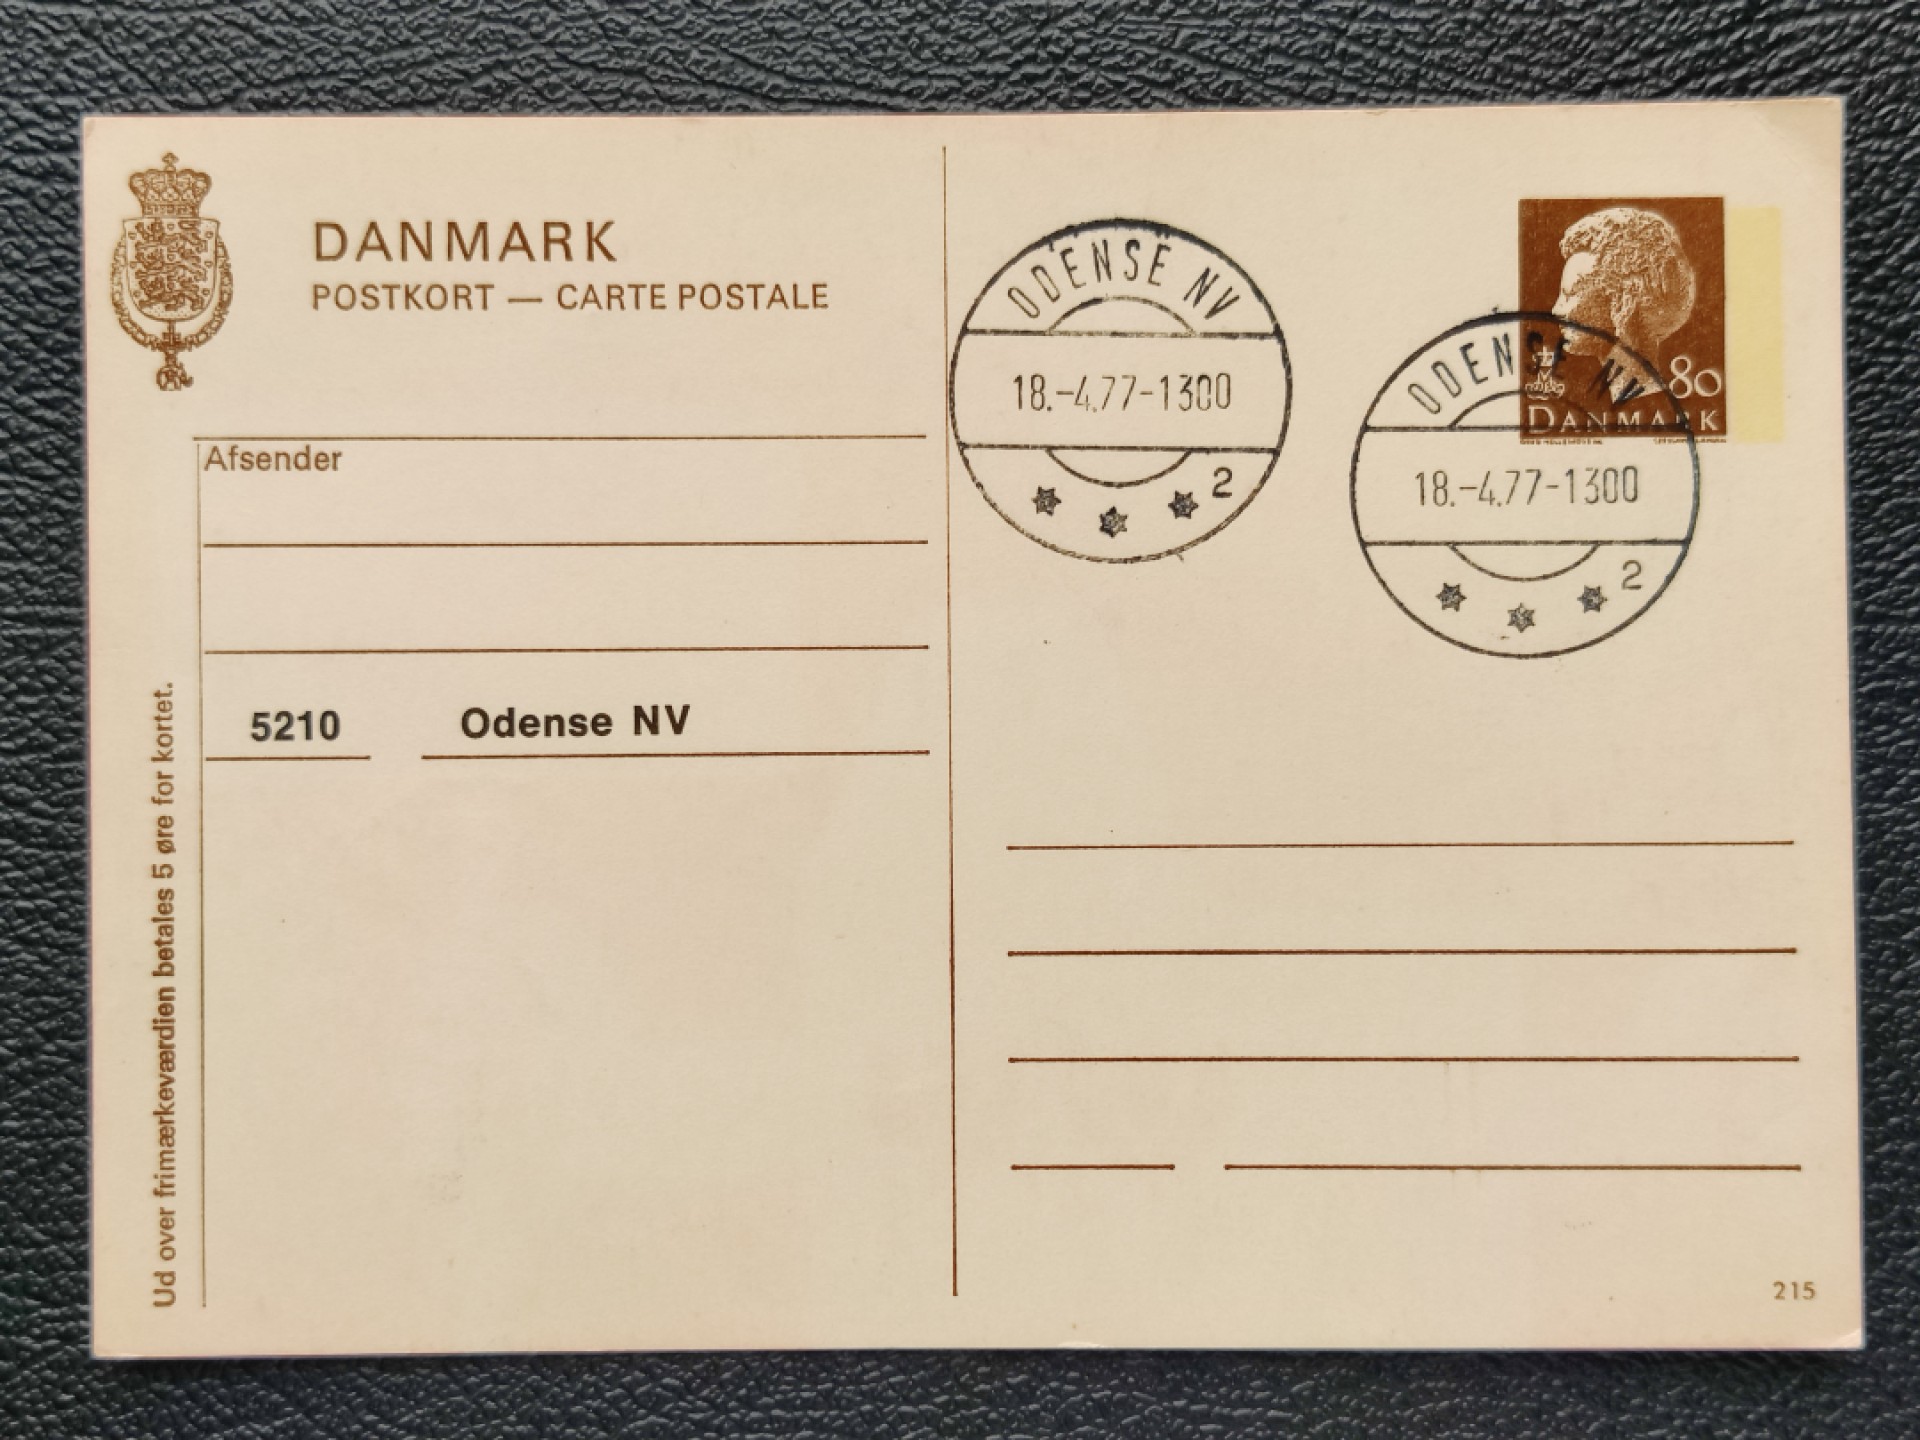 DANMARK
POSTKORT — CARTE POSTALE
Afsender
5210 Odense NV
Ud over frimærkeværdien betales 5 øre for kortet.
ODENSE NV
18.-4.77-1300
2
80
DANMARK
ODENSE NV
18.-4.77-1300
2
215